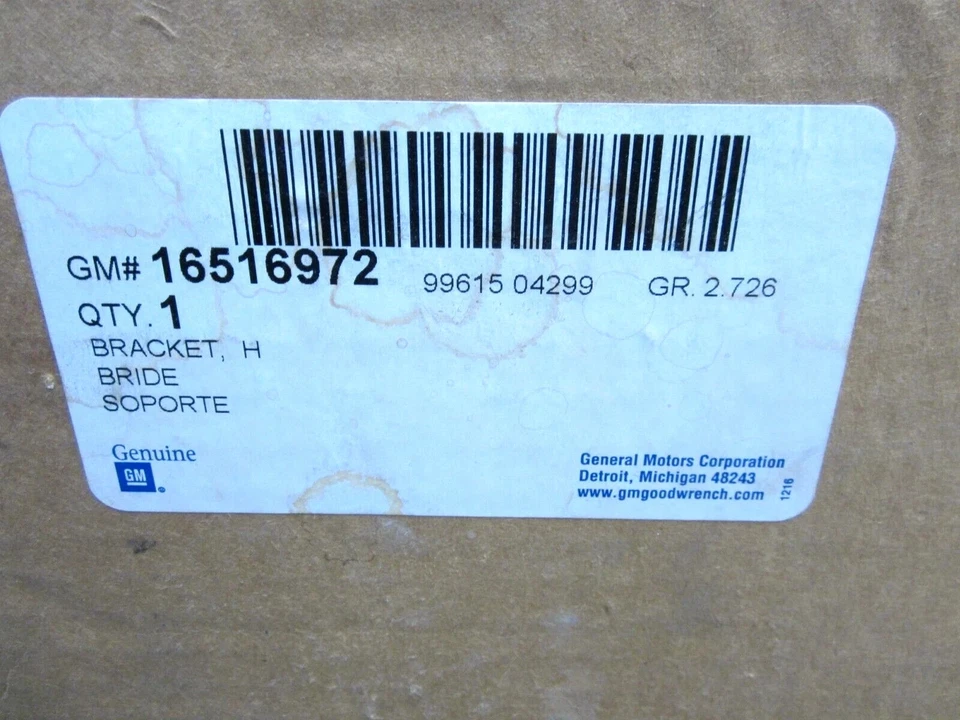 GM# 16516972 99615 04299 GR. 2.726
QTY. 1
BRACKET, H
BRIDE
SOPORTE
Genuine
GM
General Motors Corporation
Detroit, Michigan 48243
www.gmgoodwrench.com
1216